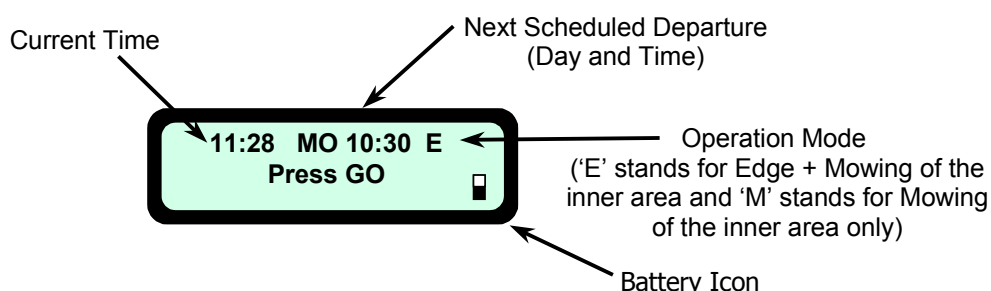 Current Time
Next Scheduled Departure
(Day and Time)
11:28 MO 10:30 E
Press GO
Operation Mode
('E' stands for Edge + Mowing of the
inner area and 'M' stands for Mowing
of the inner area only)
Battery Icon